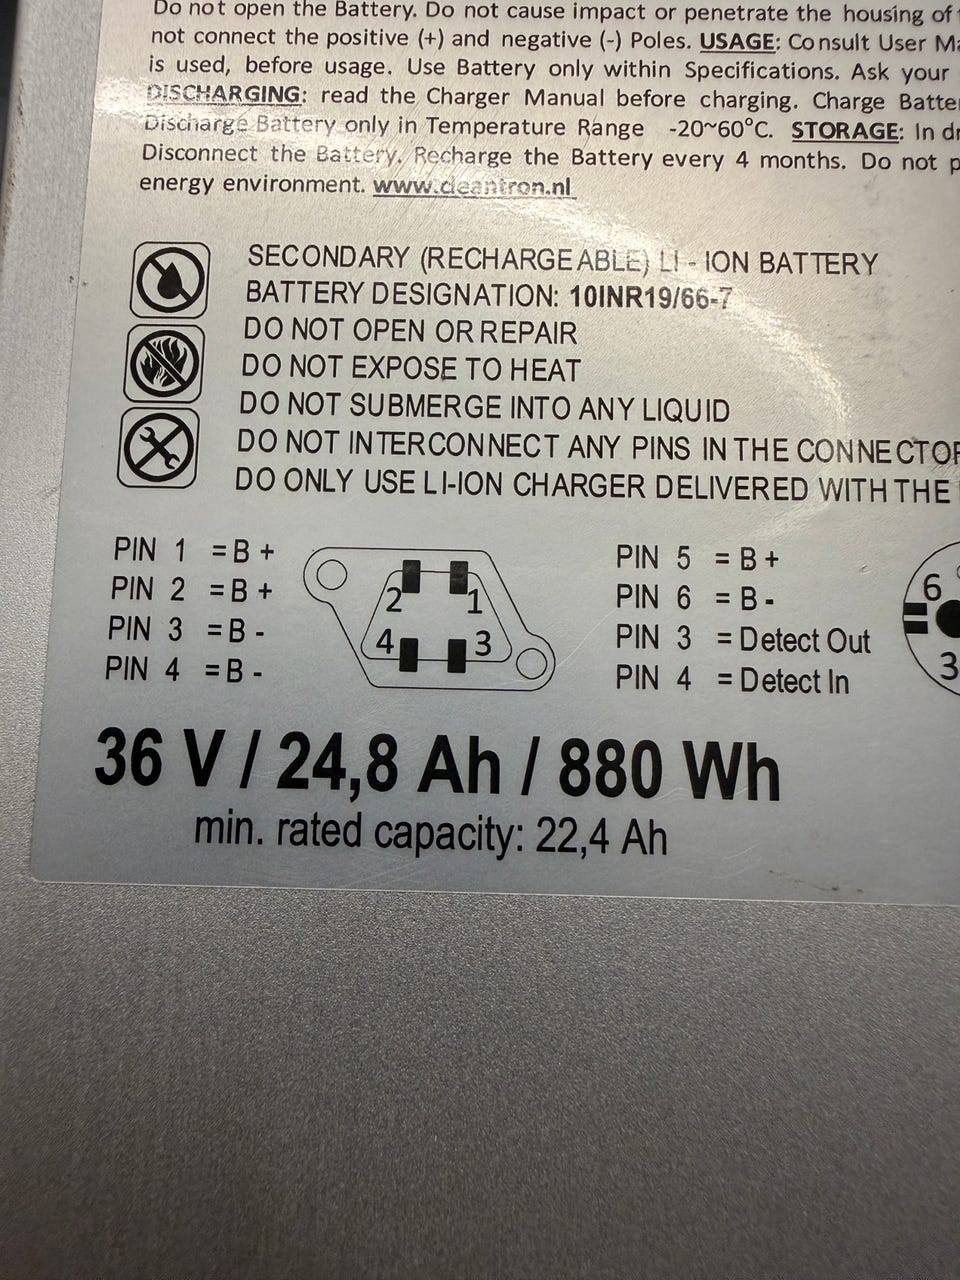 Do not open the Battery. Do not cause impact or penetrate the housing of
not connect the positive (+) and negative (-) Poles. USAGE: Consult User
is used, before usage. Use Battery only within Specifications. Ask your
DISCHARGING: read the Charger Manual before charging. Charge
Discharge Battery only in Temperature Range -20~60°C. STORAGE: In
Disconnect the Battery. Recharge the Battery every 4 months. Do not
energy environment. www.cleantron.nl
SECONDARY (RECHARGEABLE) LI - ION BATTERY
BATTERY DESIGNATION: 10INR19/66-7
DO NOT OPEN OR REPAIR
DO NOT EXPOSE TO HEAT
DO NOT SUBMERGE INTO ANY LIQUID
DO NOT INTERCONNECT ANY PINS IN THE CONNECTOR
DO ONLY USE LI-ION CHARGER DELIVERED WITH THE
PIN 1 = B +
PIN 2 = B +
PIN 3 = B -
PIN 4 = B -
2 1
4 3
PIN 5 = B +
PIN 6 = B -
PIN 3 = Detect Out
PIN 4 = Detect In
6
3
36 V / 24,8 Ah / 880 Wh
min. rated capacity: 22,4 Ah